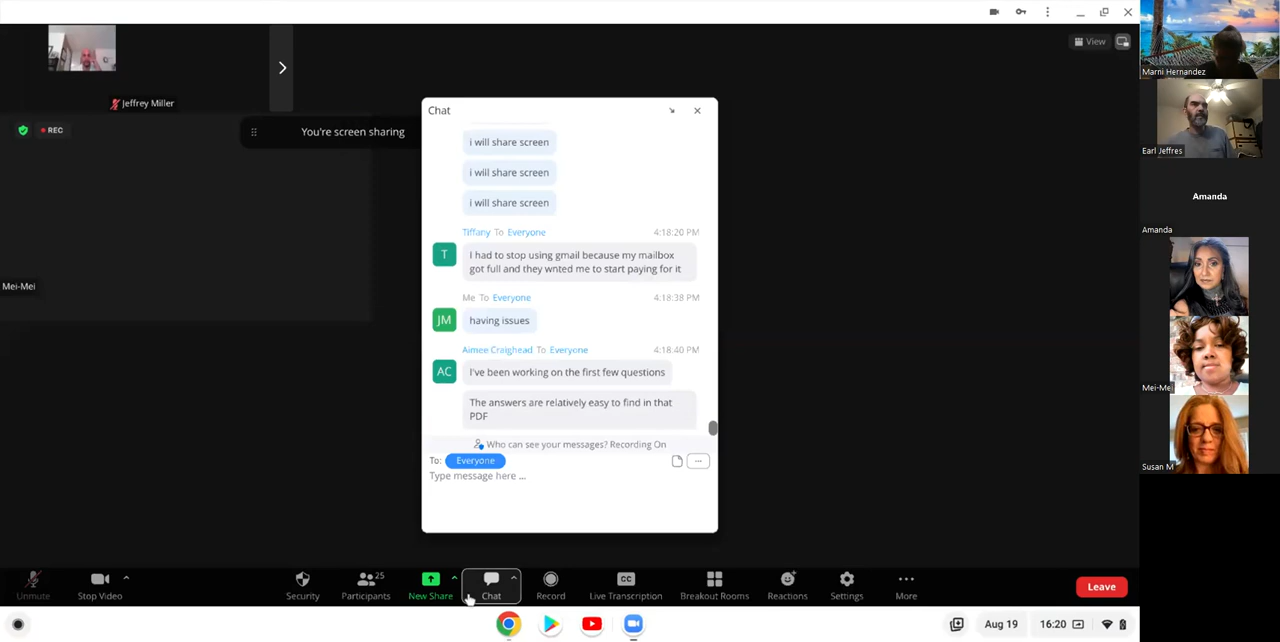 View
Jeffrey Miller
REC
You're screen sharing
Mei-Mei
Chat
i will share screen
i will share screen
i will share screen
Tiffany To Everyone 4:18:20 PM
T
I had to stop using gmail because my mailbox
got full and they wnted me to start paying for it
Me To Everyone 4:18:38 PM
JM
having issues
Aimee Craighead To Everyone 4:18:40 PM
AC
I've been working on the first few questions
The answers are relatively easy to find in that
PDF
Who can see your messages? Recording On
To: Everyone
Type message here ...
Unmute
Stop Video
Security
Participants 25
New Share
Chat
Record
CC
Live Transcription
Breakout Rooms
Reactions
Settings
More
Leave
Aug 19
16:20
Marni Hernandez
Earl Jeffres
Amanda
Amanda
Mei-Mei
Susan M